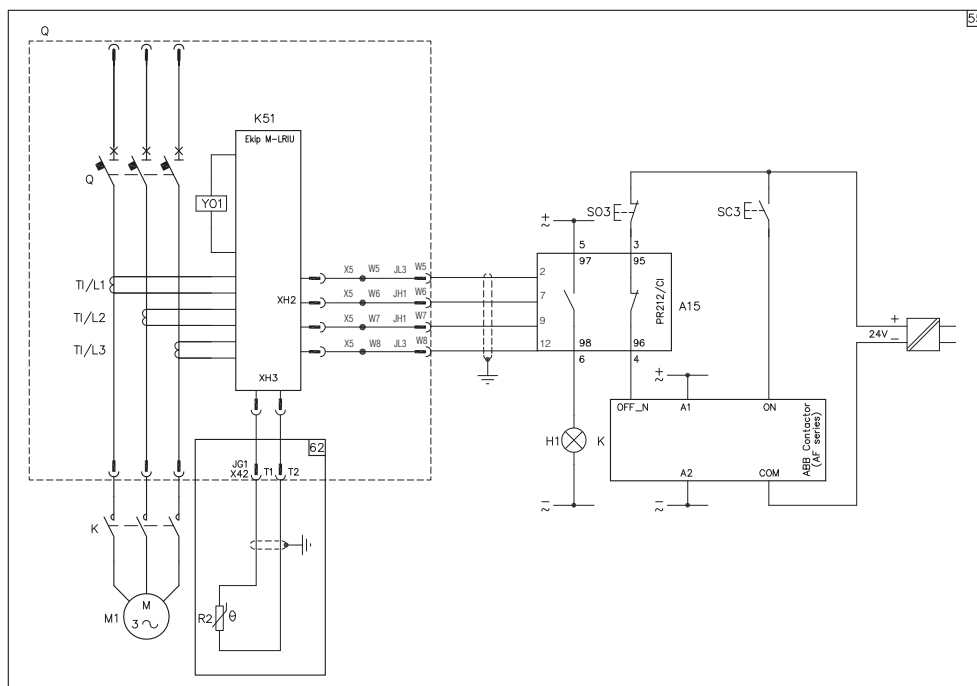 55
Q
K51
Ekip M-LRIU
YO1
Q
SO3
SC3
+
~
5 3
97 95
98 96
6 4
PR212/CI
A15
2
7
9
12
TI/L1
TI/L2
TI/L3
XH2
X5 W5 JL3 W5
X5 W6 JH1 W6
X5 W7 JH1 W7
X5 W8 JL3 W8
XH3
+
24V −
+
~
OFF_N A1 ON
H1
K
A2 COM
ABB Contactor
(AF series)
−
~
−
~
62
JG1
X42 T1 T2
K
M1
M
3
R2
θ